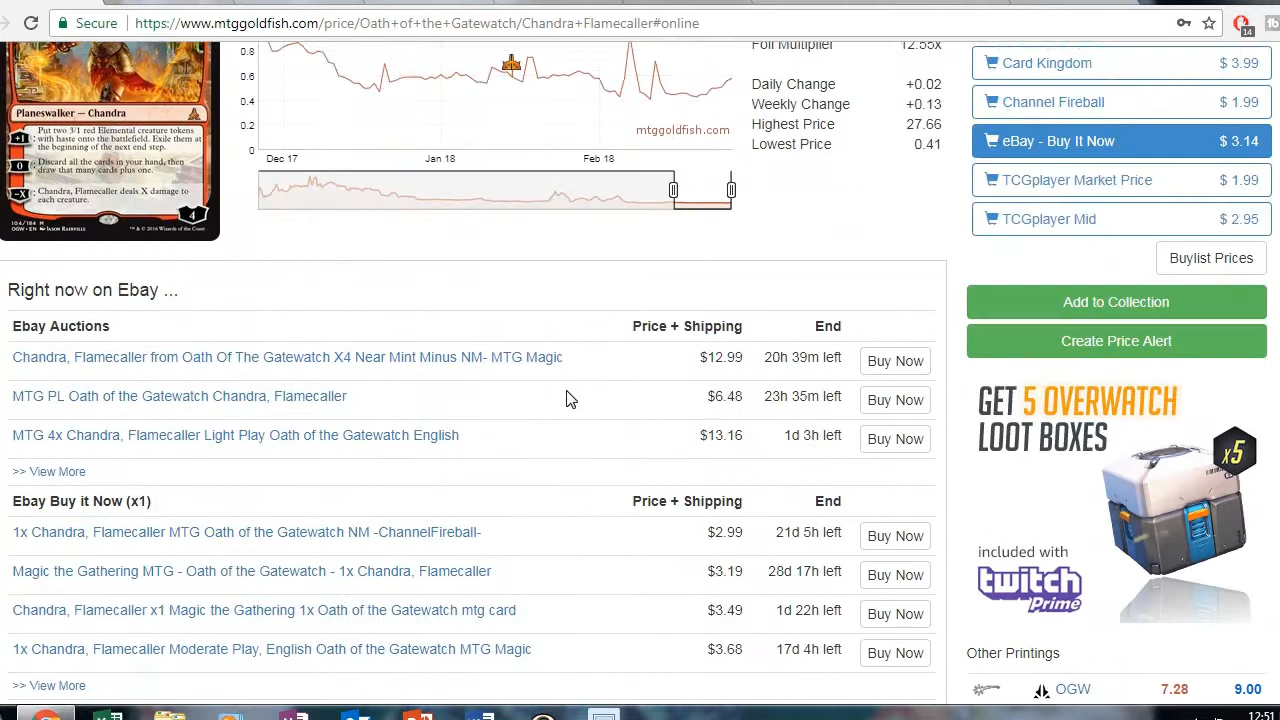 Secure https://www.mtggoldfish.com/price/Oath+of+the+Gatewatch/Chandra+Flamecaller#online
14
Planeswalker — Chandra
+1: Put two 3/1 red Elemental creature tokens
with haste onto the battlefield. Exile them at
the beginning of the next end step.
0: Discard all the cards in your hand, then
draw that many cards plus one.
−X: Chandra, Flamecaller deals X damage to
each creature.
4
104/184 M
OGW • EN JASON RAINVILLE ™ & © 2016 Wizards of the Coast
0.8
0.6
0.4
0.2
0
Dec 17 Jan 18 Feb 18
mtggoldfish.com
Foil Multiplier 12.55x
Daily Change +0.02
Weekly Change +0.13
Highest Price 27.66
Lowest Price 0.41
Card Kingdom $ 3.99
Channel Fireball $ 1.99
eBay - Buy It Now $ 3.14
TCGplayer Market Price $ 1.99
TCGplayer Mid $ 2.95
Buylist Prices
Add to Collection
Create Price Alert
Right now on Ebay ...
Ebay Auctions Price + Shipping End
Chandra, Flamecaller from Oath Of The Gatewatch X4 Near Mint Minus NM- MTG Magic $12.99 20h 39m left Buy Now
MTG PL Oath of the Gatewatch Chandra, Flamecaller $6.48 23h 35m left Buy Now
MTG 4x Chandra, Flamecaller Light Play Oath of the Gatewatch English $13.16 1d 3h left Buy Now
>> View More
Ebay Buy it Now (x1) Price + Shipping End
1x Chandra, Flamecaller MTG Oath of the Gatewatch NM -ChannelFireball- $2.99 21d 5h left Buy Now
Magic the Gathering MTG - Oath of the Gatewatch - 1x Chandra, Flamecaller $3.19 28d 17h left Buy Now
Chandra, Flamecaller x1 Magic the Gathering 1x Oath of the Gatewatch mtg card $3.49 1d 22h left Buy Now
1x Chandra, Flamecaller Moderate Play, English Oath of the Gatewatch MTG Magic $3.68 17d 4h left Buy Now
>> View More
GET 5 OVERWATCH
LOOT BOXES
x5
included with
twitch
Prime
Other Printings
OGW 7.28 9.00
12:51